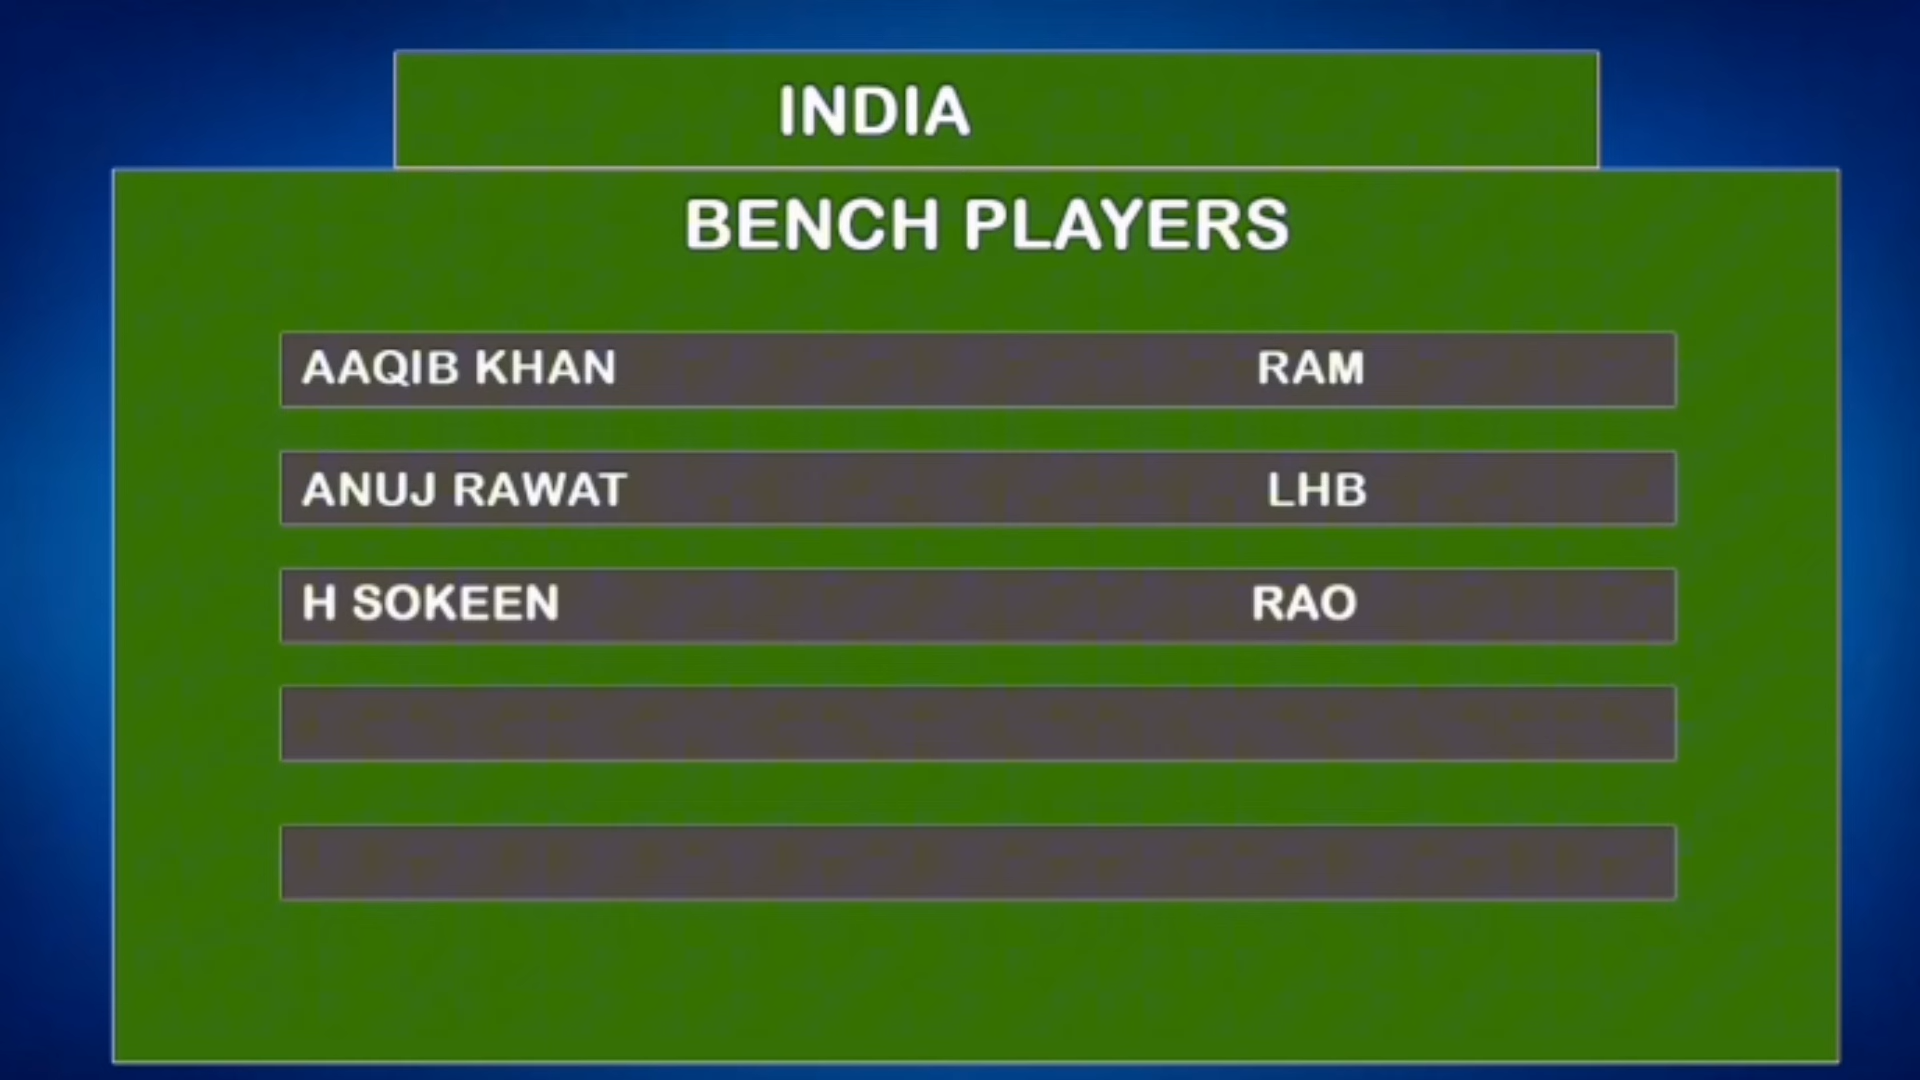 INDIA
BENCH PLAYERS
AAQIB KHAN RAM
ANUJ RAWAT LHB
H SOKEEN RAO